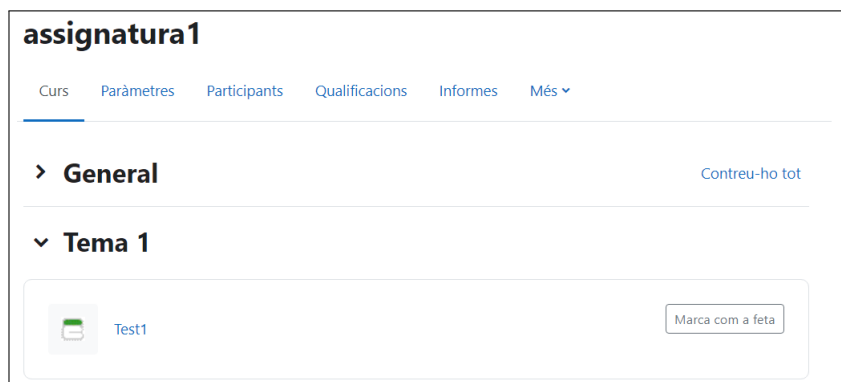 assignatura1
Curs Paràmetres Participants Qualificacions Informes Més
General Contreu-ho tot
Tema 1
Test1 Marca com a feta